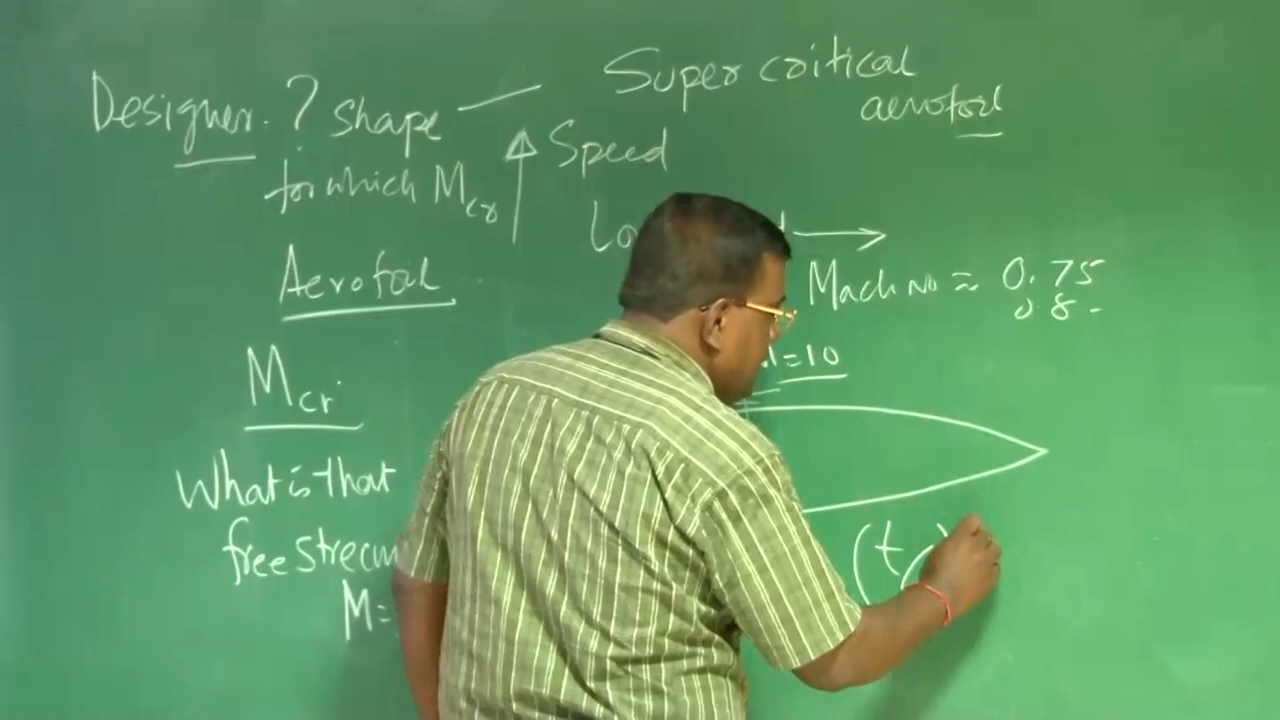 Designer. ? shape — Super critical
aerofoil
for which Mcr ↑ Speed
Mach No ≈ 0.75
0.8
Aerofoil
=10
Mcr
What is that
free stream
M=
(t/